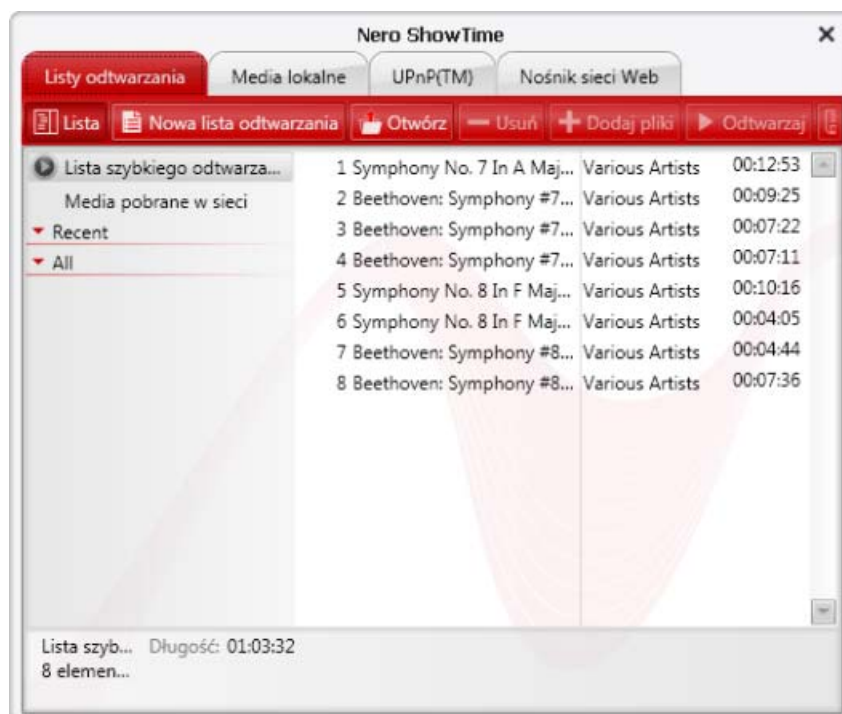 Nero ShowTime
Listy odtwarzania Media lokalne UPnP(TM) Nośnik sieci Web
Lista Nowa lista odtwarzania Otwórz Usuń Dodaj pliki Odtwarzaj
Lista szybkiego odtwarza...
Media pobrane w sieci
Recent
All
1 Symphony No. 7 In A Maj... Various Artists 00:12:53
2 Beethoven: Symphony #7... Various Artists 00:09:25
3 Beethoven: Symphony #7... Various Artists 00:07:22
4 Beethoven: Symphony #7... Various Artists 00:07:11
5 Symphony No. 8 In F Maj... Various Artists 00:10:16
6 Symphony No. 8 In F Maj... Various Artists 00:04:05
7 Beethoven: Symphony #8... Various Artists 00:04:44
8 Beethoven: Symphony #8... Various Artists 00:07:36
Lista szyb... Długość: 01:03:32
8 elemen...